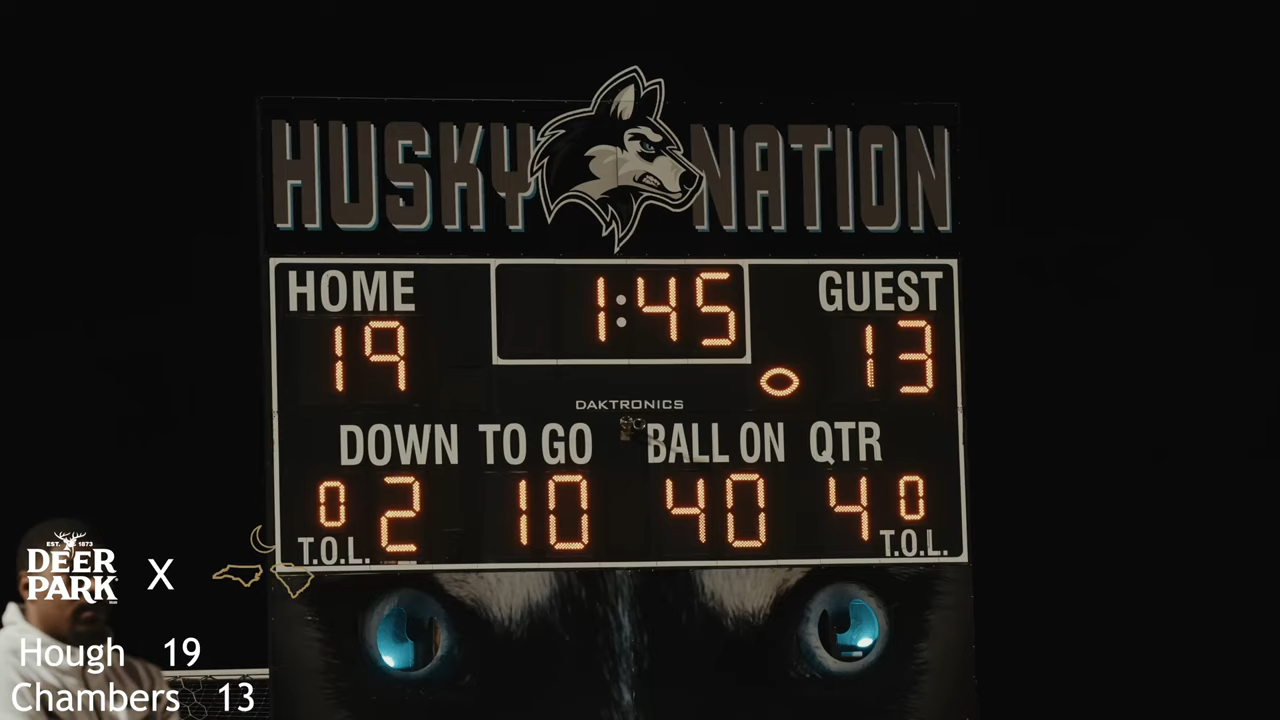 HUSKY NATION
HOME 1:45 GUEST
19 13
DAKTRONICS
DOWN TO GO BALL ON QTR
0 2 10 40 4 0
T.O.L. T.O.L.
EST. 1873
DEER
PARK
X
Hough 19
Chambers 13